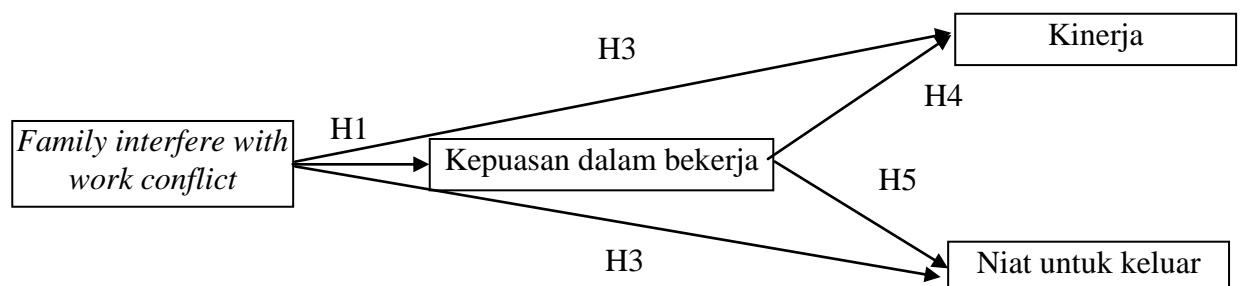 Kinerja
H3
H4
H1
Family interfere with
work conflict
Kepuasan dalam bekerja
H5
H3
Niat untuk keluar